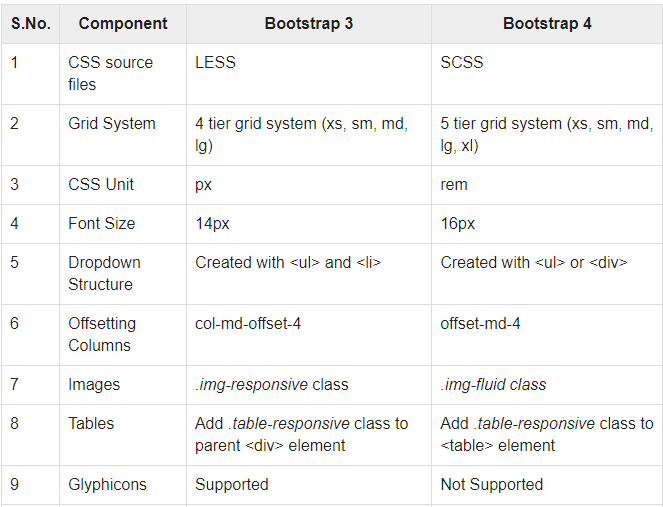 S.No. Component Bootstrap 3 Bootstrap 4
1 CSS source files LESS SCSS
2 Grid System 4 tier grid system (xs, sm, md, lg) 5 tier grid system (xs, sm, md, lg, xl)
3 CSS Unit px rem
4 Font Size 14px 16px
5 Dropdown Structure Created with <ul> and <li> Created with <ul> or <div>
6 Offsetting Columns col-md-offset-4 offset-md-4
7 Images .img-responsive class .img-fluid class
8 Tables Add .table-responsive class to parent <div> element Add .table-responsive class to <table> element
9 Glyphicons Supported Not Supported